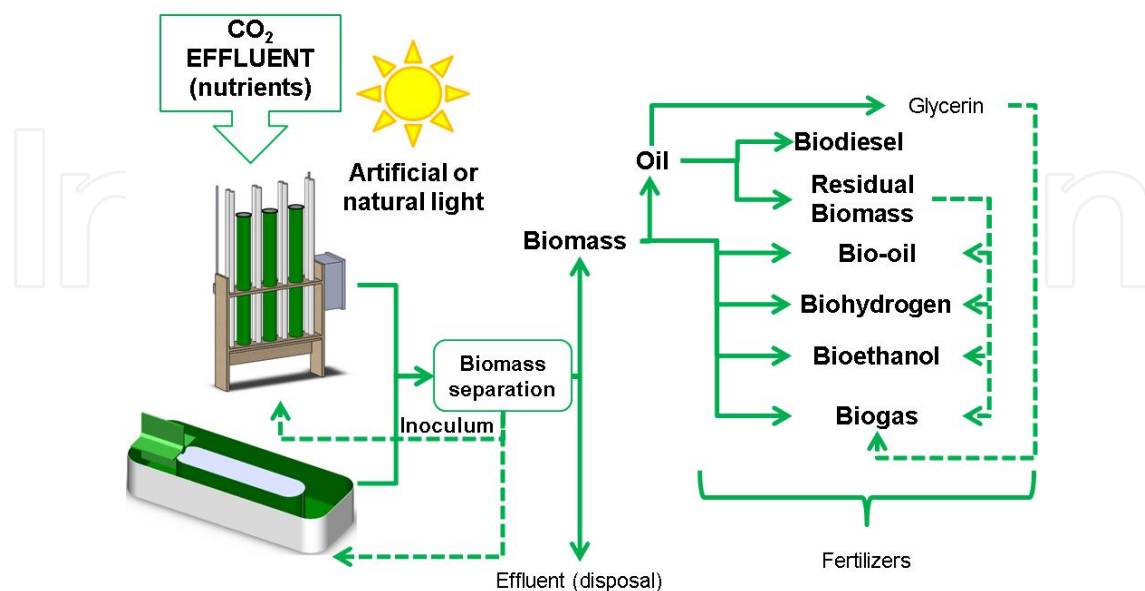 CO₂
EFFLUENT
(nutrients)
Artificial or
natural light
Glycerin
Oil
Biodiesel
Residual
Biomass
Biomass
Bio-oil
Biohydrogen
Biomass
separation
Bioethanol
Inoculum
Biogas
Fertilizers
Effluent (disposal)